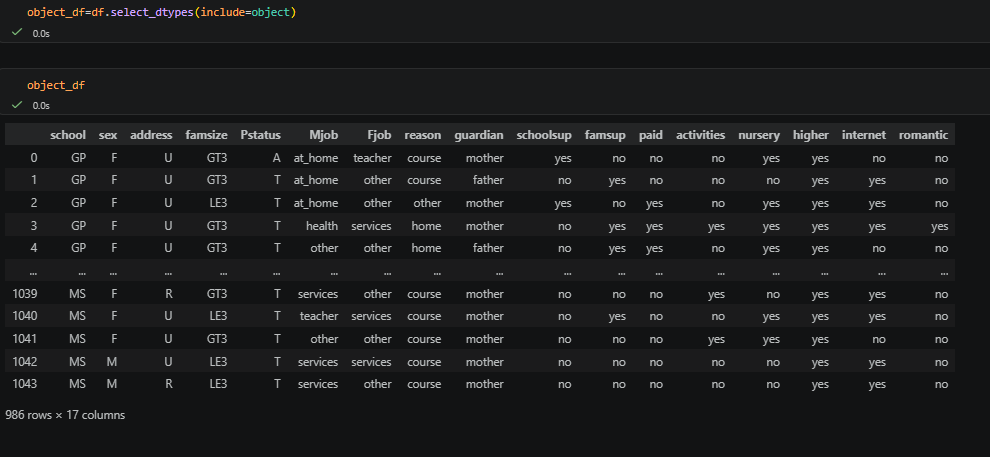 object_df=df.select_dtypes(include=object)
0.0s
object_df
0.0s
school sex address famsize Pstatus Mjob Fjob reason guardian schoolsup famsup paid activities nursery higher internet romantic
0 GP F U GT3 A at_home teacher course mother yes no no no yes yes no no
1 GP F U GT3 T at_home other course father no yes no no no yes yes no
2 GP F U LE3 T at_home other other mother yes no yes no yes yes yes no
3 GP F U GT3 T health services home mother no yes yes yes yes yes yes yes
4 GP F U GT3 T other other home father no yes yes no yes yes no no
... ... ... ... ... ... ... ... ... ... ... ... ... ... ... ... ... ...
1039 MS F R GT3 T services other course mother no no no yes no yes yes no
1040 MS F U LE3 T teacher services course mother no yes no no yes yes yes no
1041 MS F U GT3 T other other course mother no no no yes yes yes no no
1042 MS M U LE3 T services services course mother no no no no no yes yes no
1043 MS M R LE3 T services other course mother no no no no no yes yes no
986 rows × 17 columns